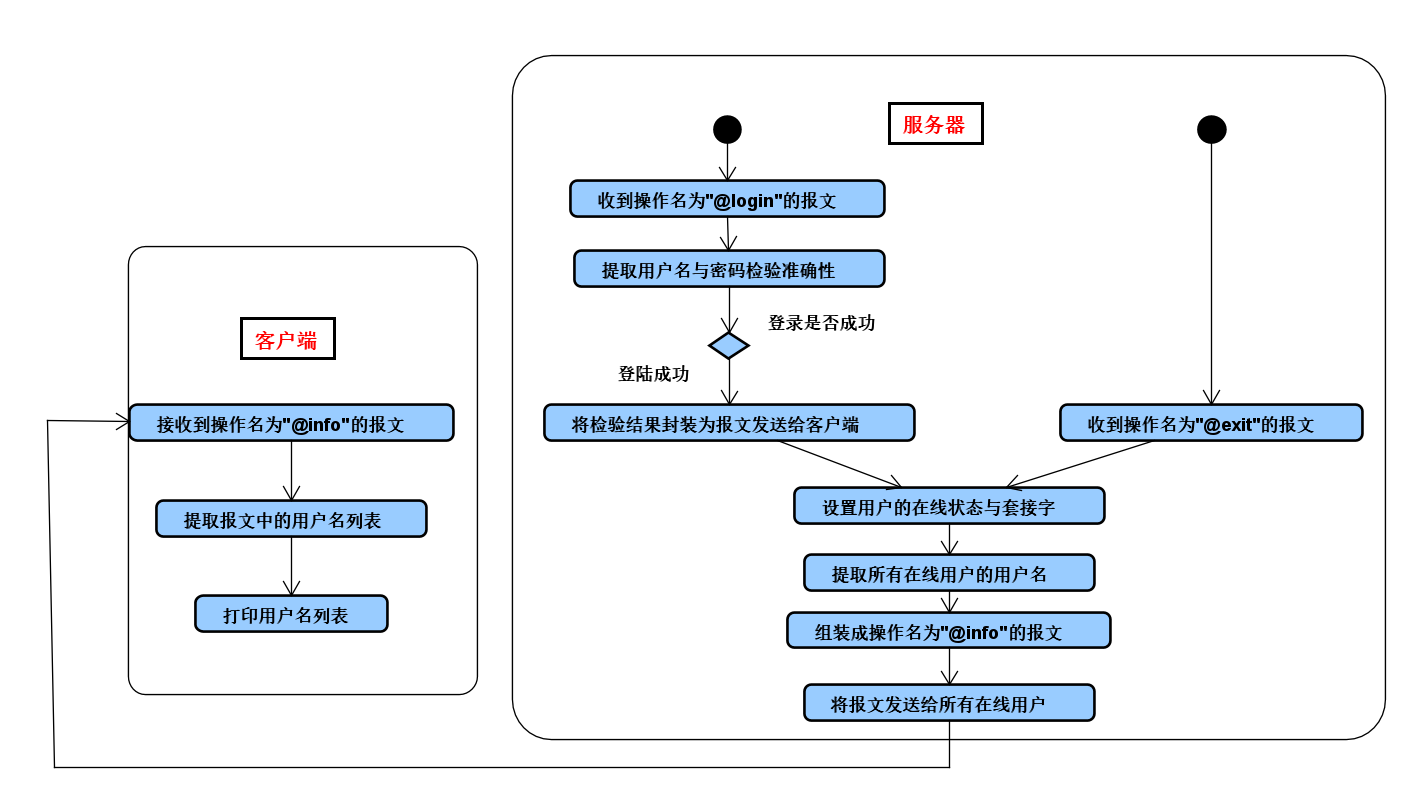 服务器
收到操作名为"@login"的报文
提取用户名与密码检验准确性
登录是否成功
客户端
登陆成功
接收到操作名为"@info"的报文
将检验结果封装为报文发送给客户端
收到操作名为"@exit"的报文
设置用户的在线状态与套接字
提取报文中的用户名列表
提取所有在线用户的用户名
打印用户名列表
组装成操作名为"@info"的报文
将报文发送给所有在线用户